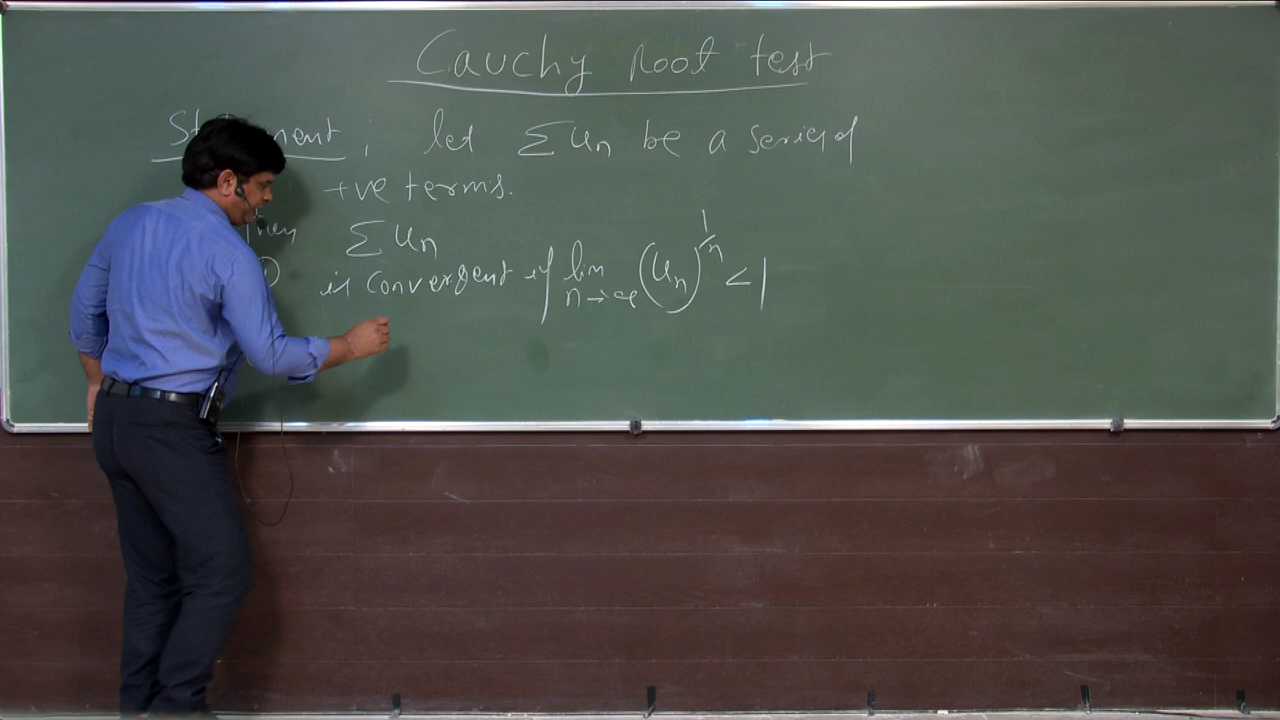 Cauchy Root test
Statement ; let Σ Un be a series of
+ve terms.
then Σ Un
① is convergent if lim n→∞ (Un)^1/n < 1